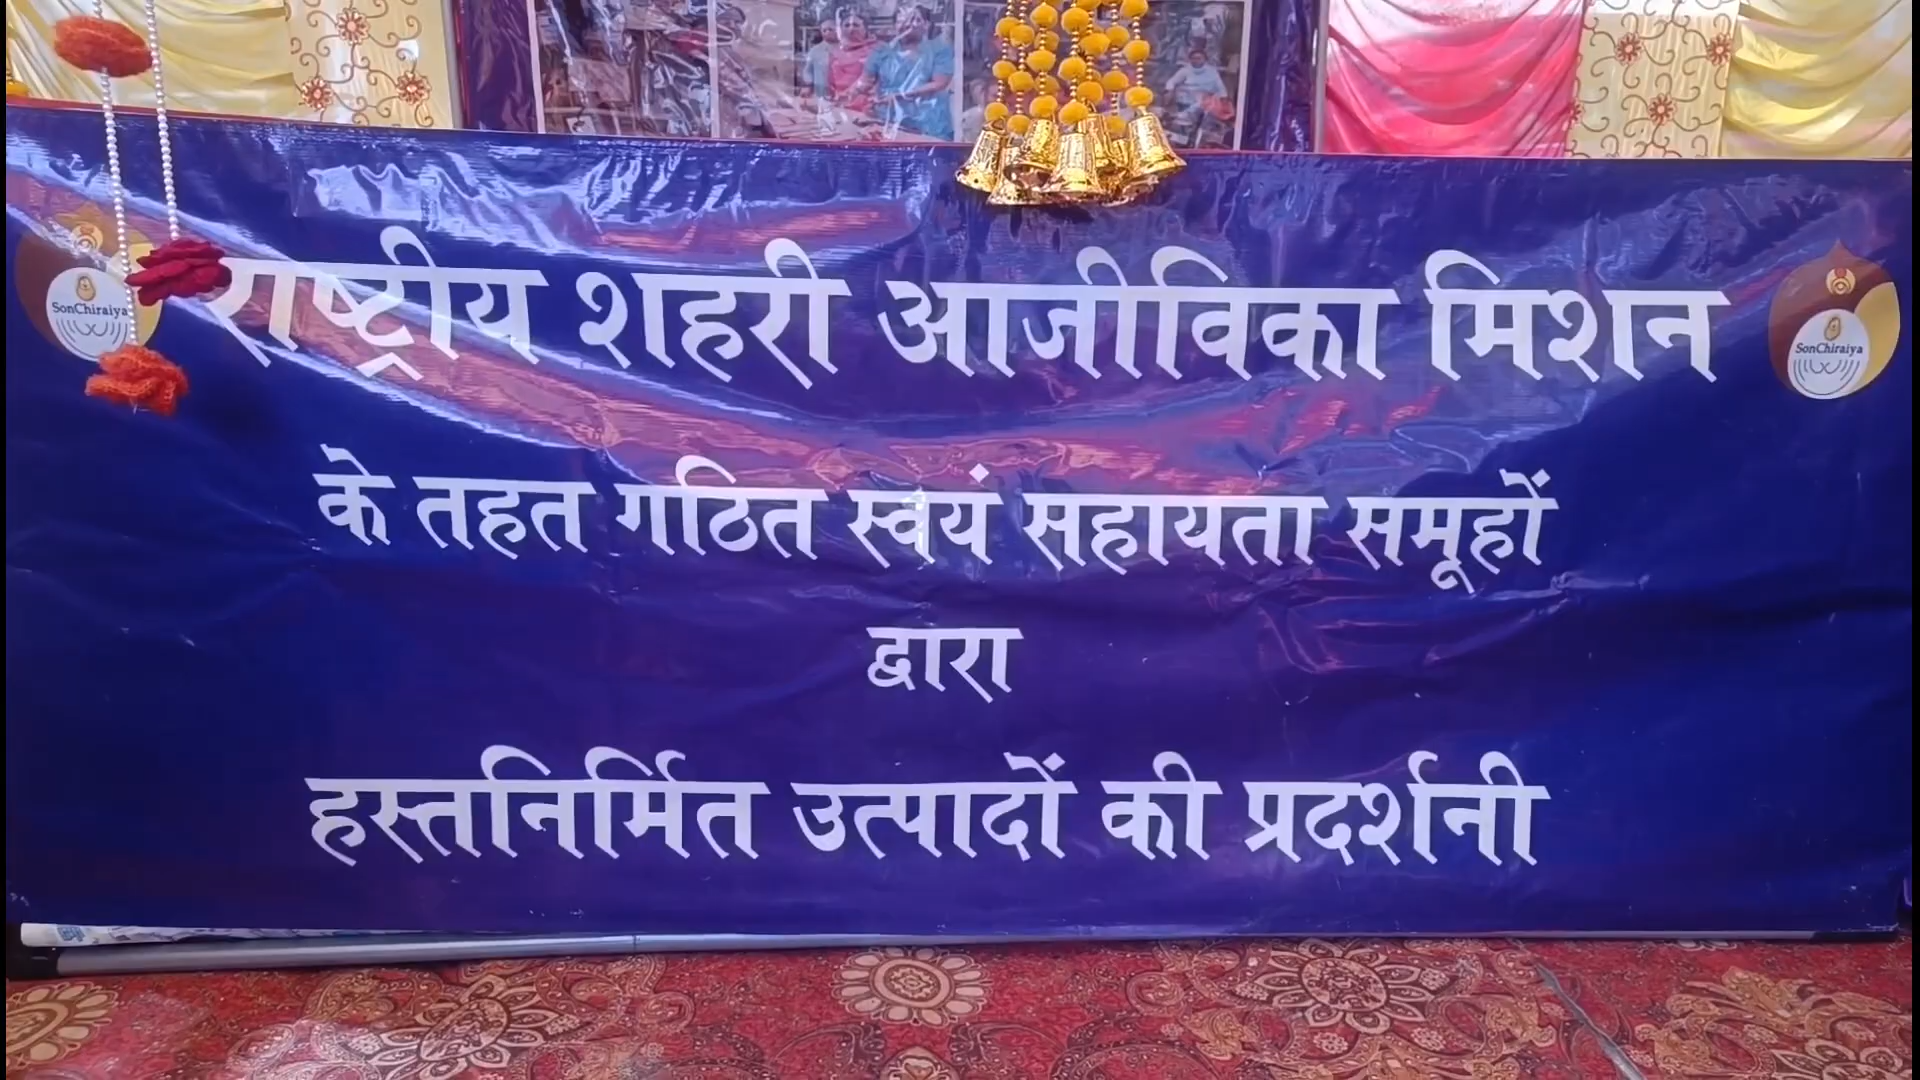 राष्ट्रीय शहरी आजीविका मिशन
SonChiraiya
SonChiraiya
के तहत गठित स्वयं सहायता समूहों
द्वारा
हस्तनिर्मित उत्पादों की प्रदर्शनी